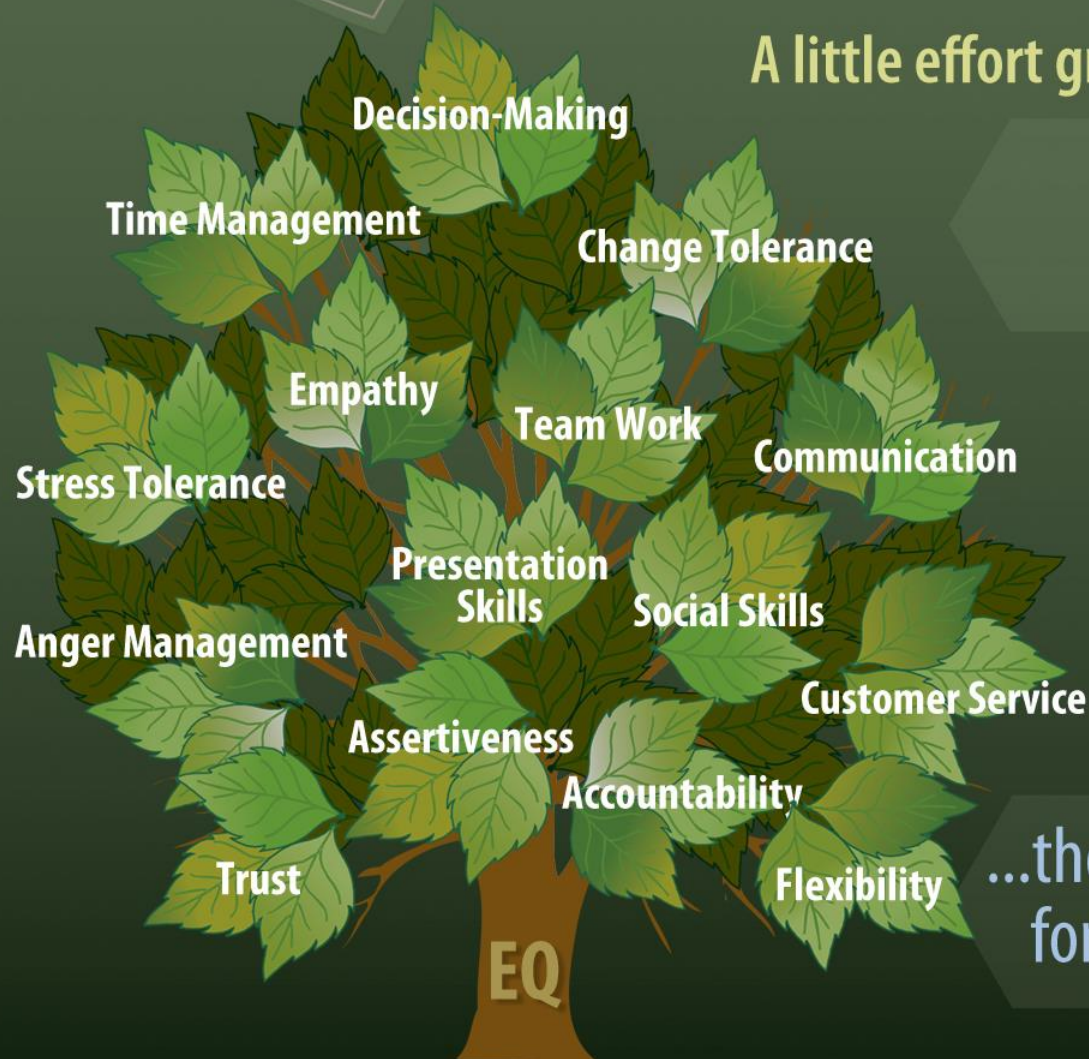 A little effort
Decision-Making
Time Management
Change Tolerance
Empathy
Team Work
Communication
Stress Tolerance
Presentation
Skills
Social Skills
Anger Management
Customer Service
Assertiveness
Accountability
Trust
Flexibility
EQ